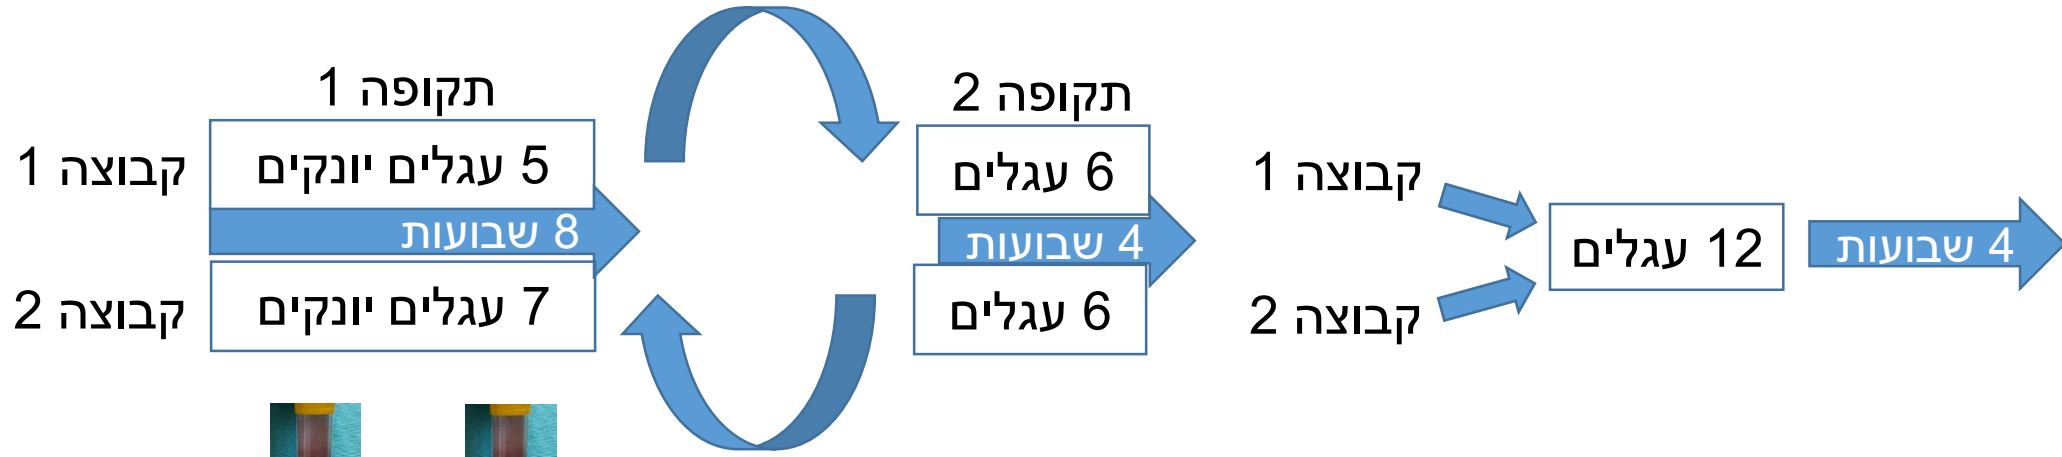 תקופה 1
תקופה 2
קבוצה 1
5 עגלים יונקים
6 עגלים
קבוצה 1
8 שבועות
4 שבועות
12 עגלים
4 שבועות
קבוצה 2
7 עגלים יונקים
6 עגלים
קבוצה 2